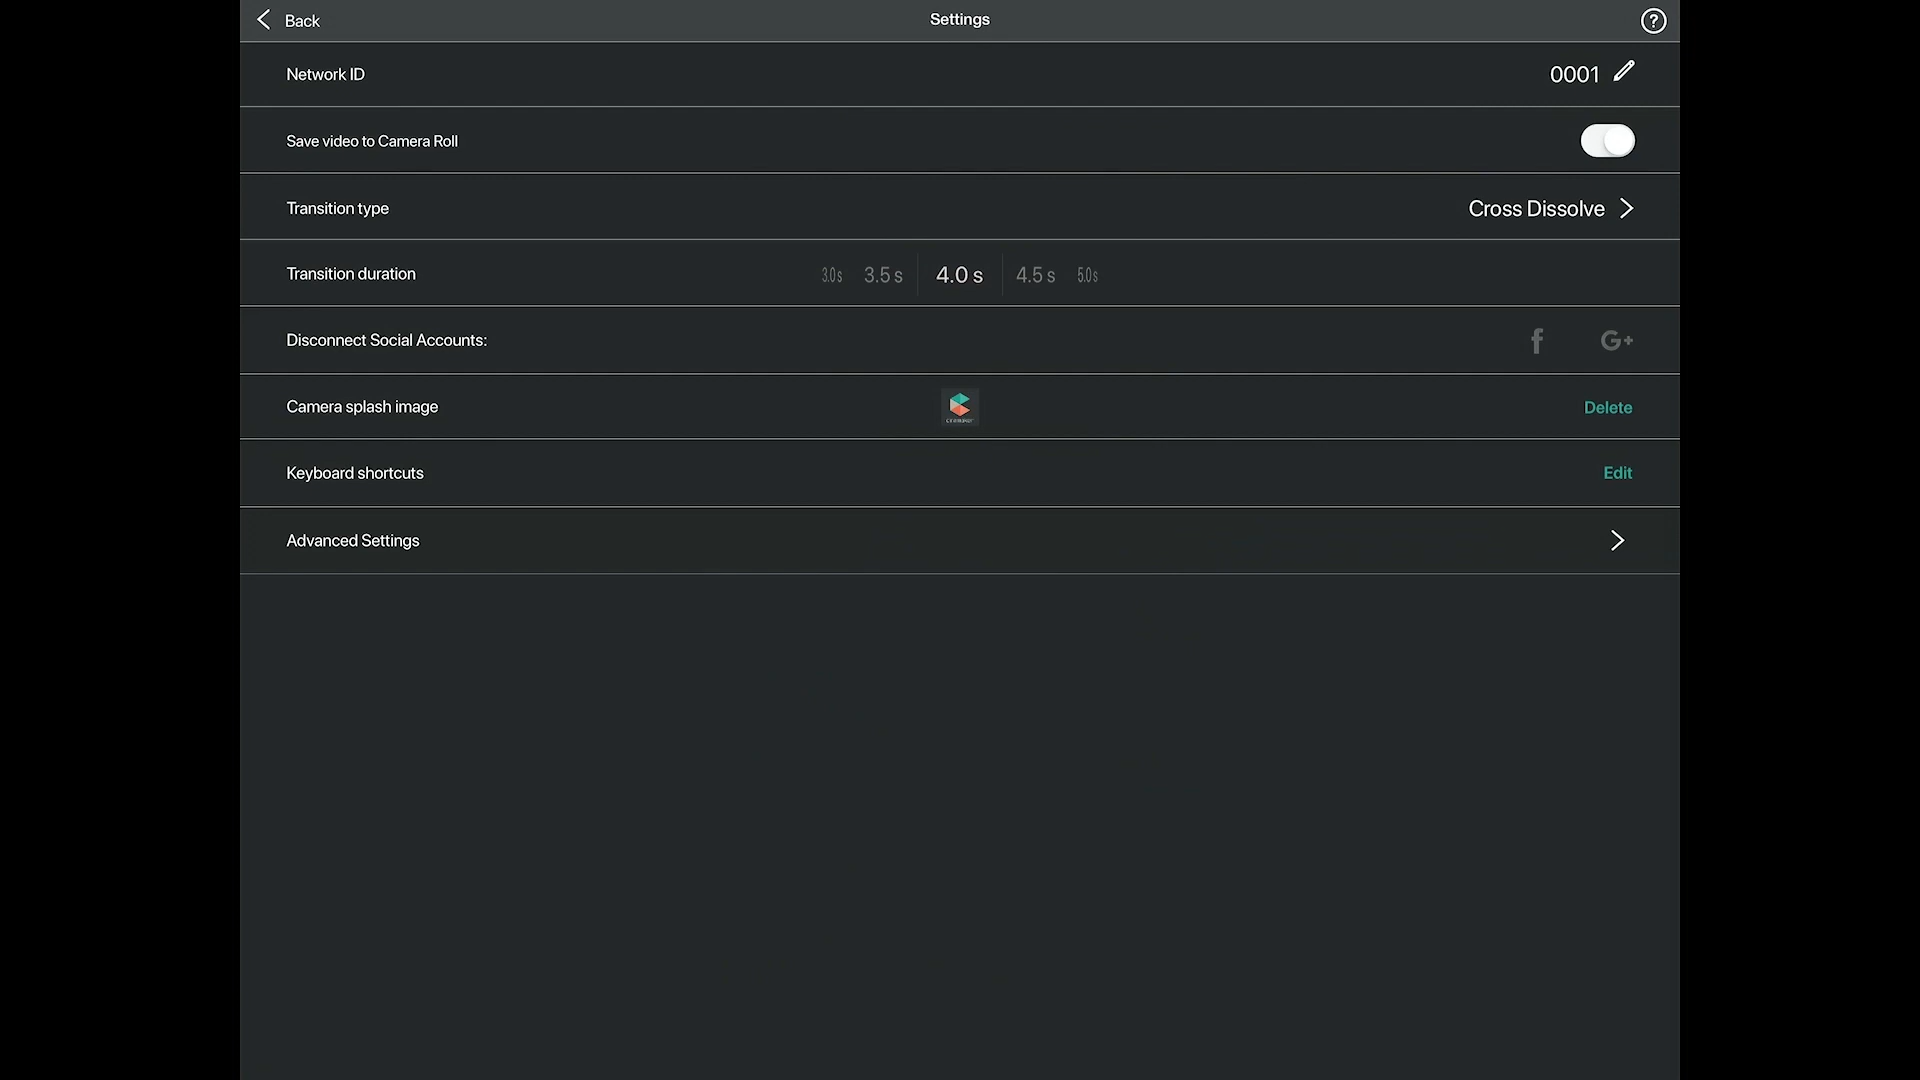 Back
Settings
?
Network ID
0001
Save video to Camera Roll
Transition type
Cross Dissolve
Transition duration
3.0 s 3.5 s 4.0 s 4.5 s 5.0 s
Disconnect Social Accounts:
f G+
Camera splash image
Delete
Keyboard shortcuts
Edit
Advanced Settings